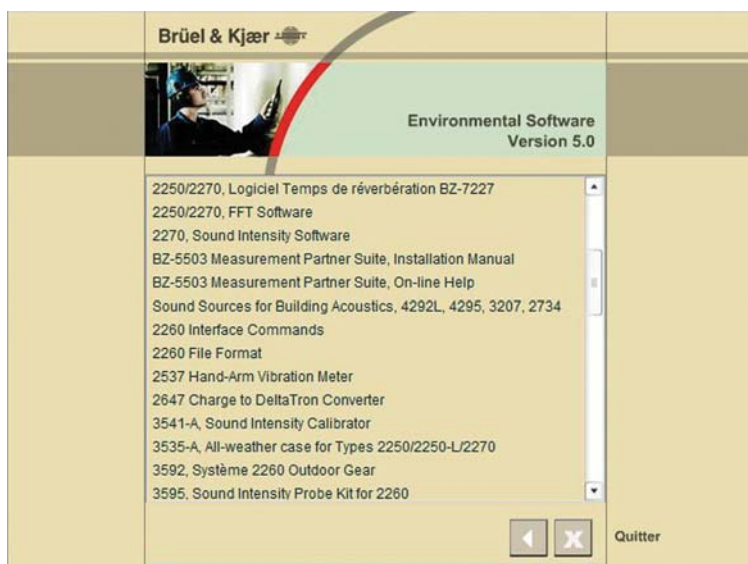 Brüel & Kjær
Environmental Software
Version 5.0
2250/2270, Logiciel Temps de réverbération BZ-7227
2250/2270, FFT Software
2270, Sound Intensity Software
BZ-5503 Measurement Partner Suite, Installation Manual
BZ-5503 Measurement Partner Suite, On-line Help
Sound Sources for Building Acoustics, 4292L, 4295, 3207, 2734
2260 Interface Commands
2260 File Format
2537 Hand-Arm Vibration Meter
2647 Charge to DeltaTron Converter
3541-A, Sound Intensity Calibrator
3535-A, All-weather case for Types 2250/2250-L/2270
3592, Système 2260 Outdoor Gear
3595, Sound Intensity Probe Kit for 2260
Quitter